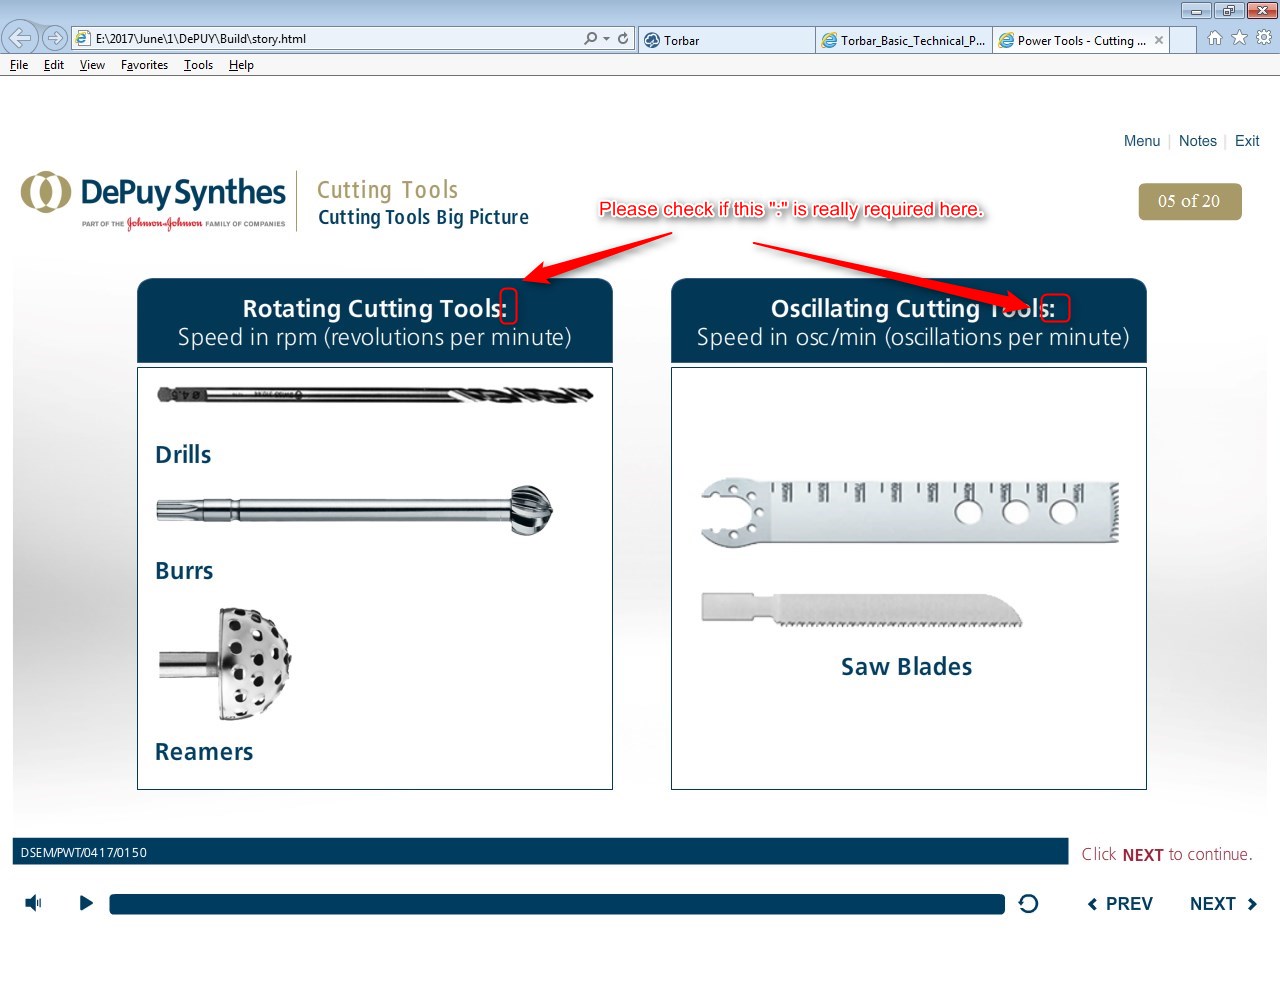 E:\2017\June\1\DePUY\Build\story.html
Torbar
Torbar_Basic_Technical_P...
Power Tools - Cutting ...
File Edit View Favorites Tools Help
Menu | Notes | Exit
DePuy Synthes
PART OF THE Johnson & Johnson FAMILY OF COMPANIES
Cutting Tools
Cutting Tools Big Picture
Please check if this ":" is really required here.
05 of 20
Rotating Cutting Tools:
Speed in rpm (revolutions per minute)
Drills
Burrs
Reamers
Oscillating Cutting Tools:
Speed in osc/min (oscillations per minute)
Saw Blades
DSEM/PWT/0417/0150
Click NEXT to continue.
PREV
NEXT